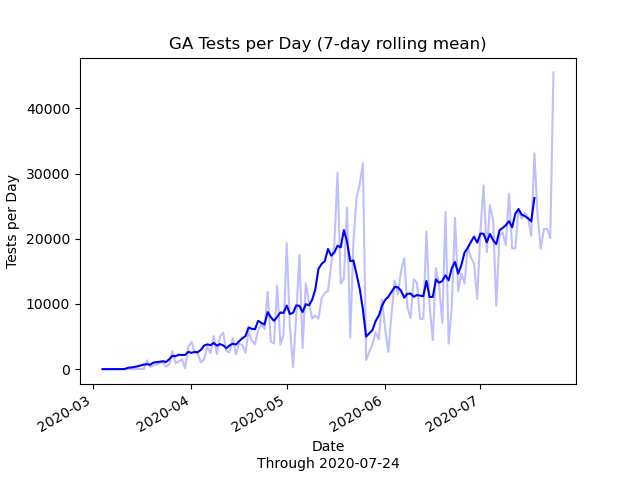 GA Tests per Day (7-day rolling mean)
40000
30000
20000
10000
0
Tests per Day
2020-03
2020-04
2020-05
2020-06
2020-07
Date
Through 2020-07-24